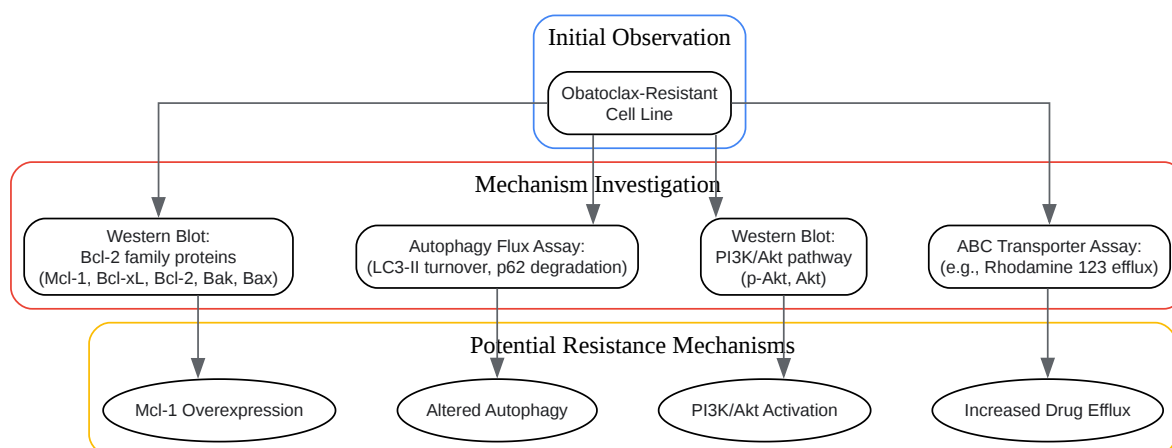 Initial Observation
Obatoclax-Resistant
Cell Line
Mechanism Investigation
Western Blot:
Bcl-2 family proteins
(Mcl-1, Bcl-xL, Bcl-2, Bak, Bax)
Autophagy Flux Assay:
(LC3-II turnover, p62 degradation)
Western Blot:
PI3K/Akt pathway
(p-Akt, Akt)
ABC Transporter Assay:
(e.g., Rhodamine 123 efflux)
Potential Resistance Mechanisms
Mcl-1 Overexpression
Altered Autophagy
PI3K/Akt Activation
Increased Drug Efflux